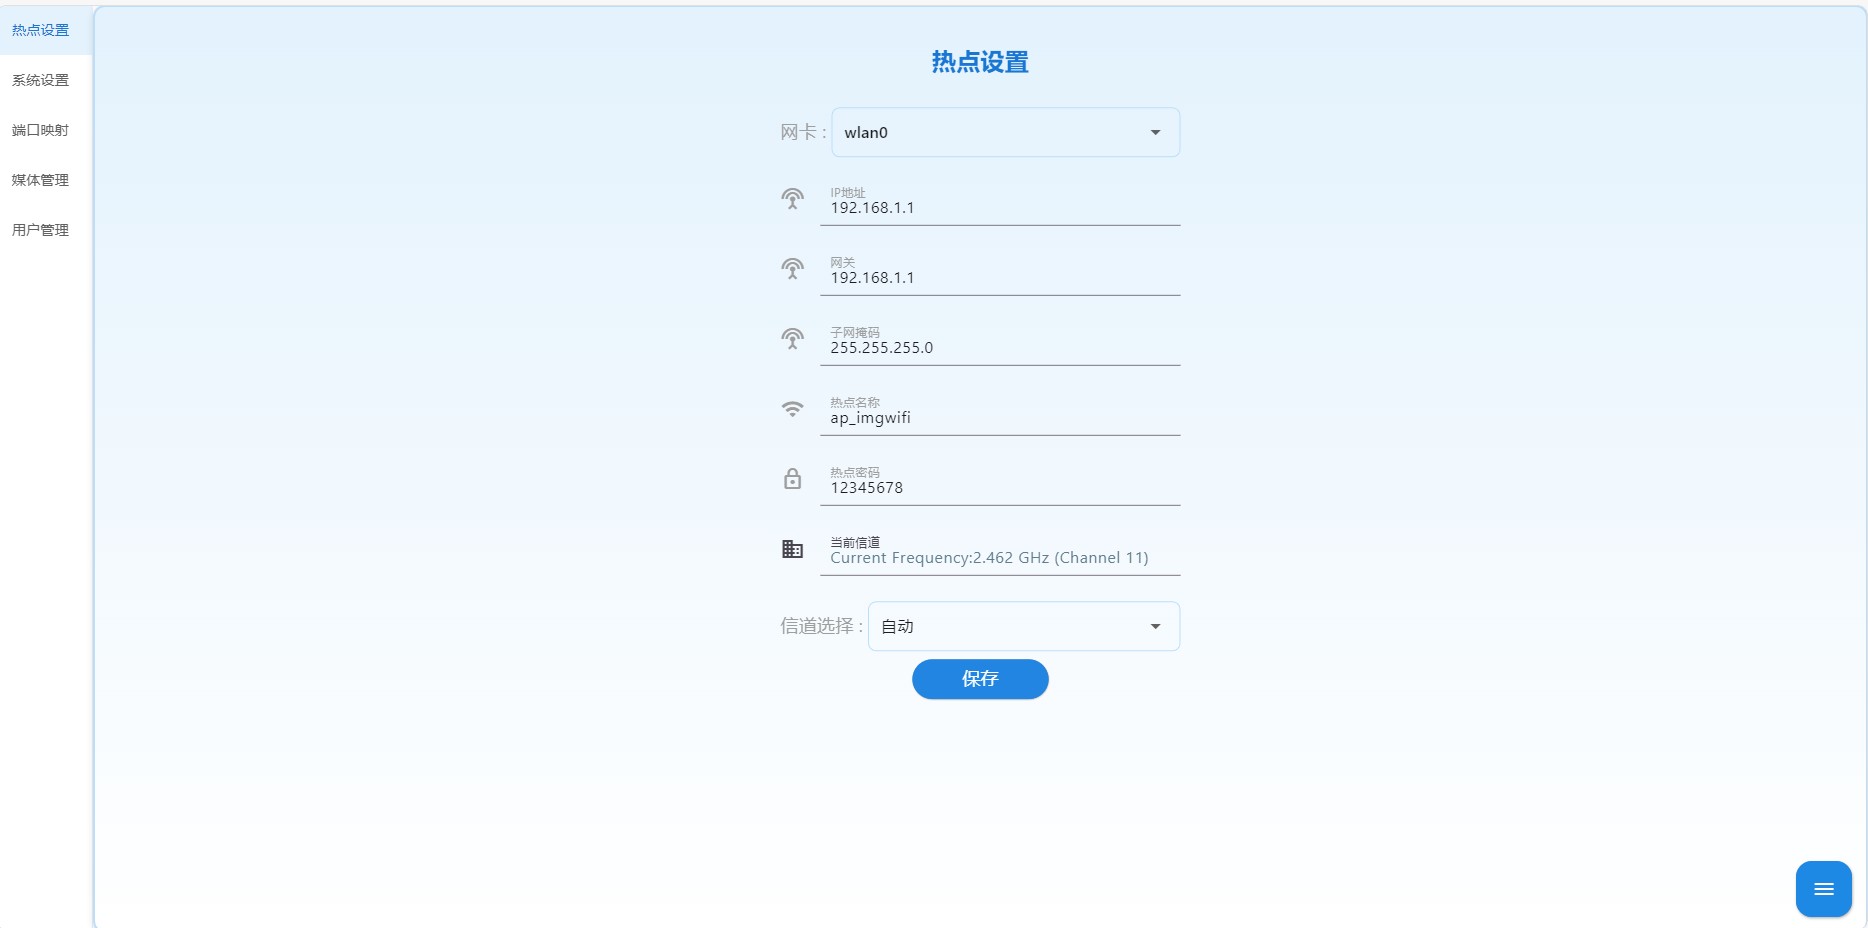 热点设置
系统设置
端口映射
媒体管理
用户管理
热点设置
网卡 : wlan0
IP地址
192.168.1.1
网关
192.168.1.1
子网掩码
255.255.255.0
热点名称
ap_imgwifi
热点密码
12345678
当前信道
Current Frequency:2.462 GHz (Channel 11)
信道选择 : 自动
保存